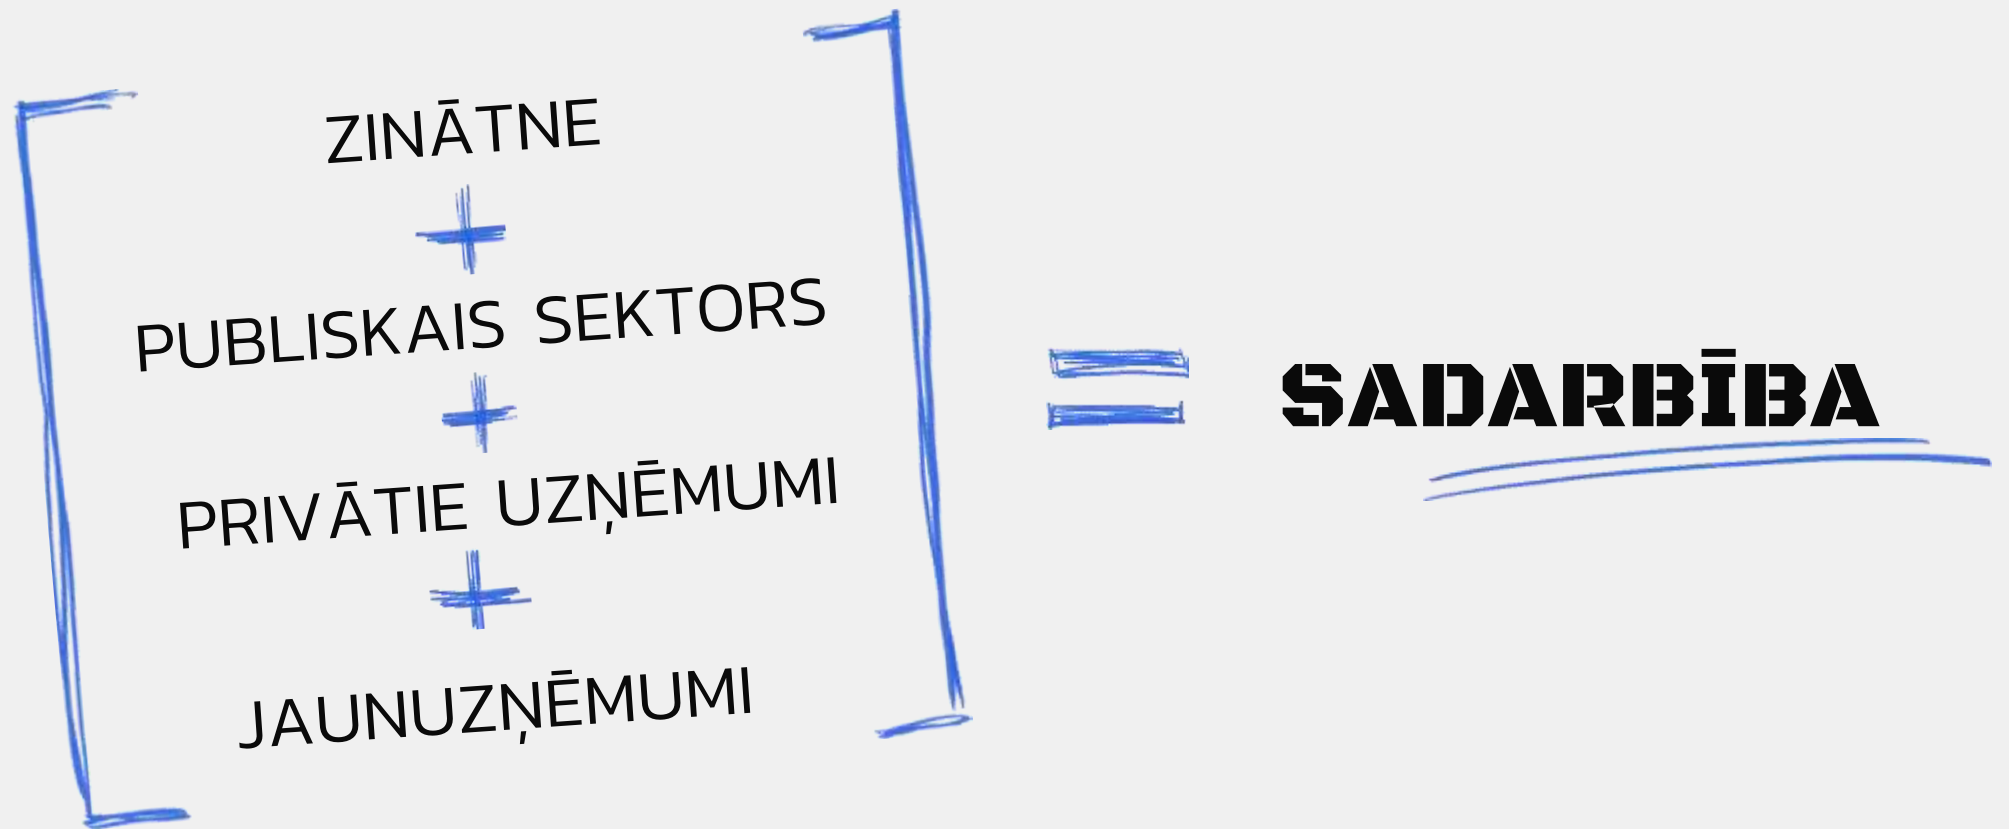 ZINĀTNE
+
PUBLISKAIS SEKTORS
+
PRIVĀTIE UZŅĒMUMI
+
JAUNUZŅĒMUMI
=
SADARBĪBA